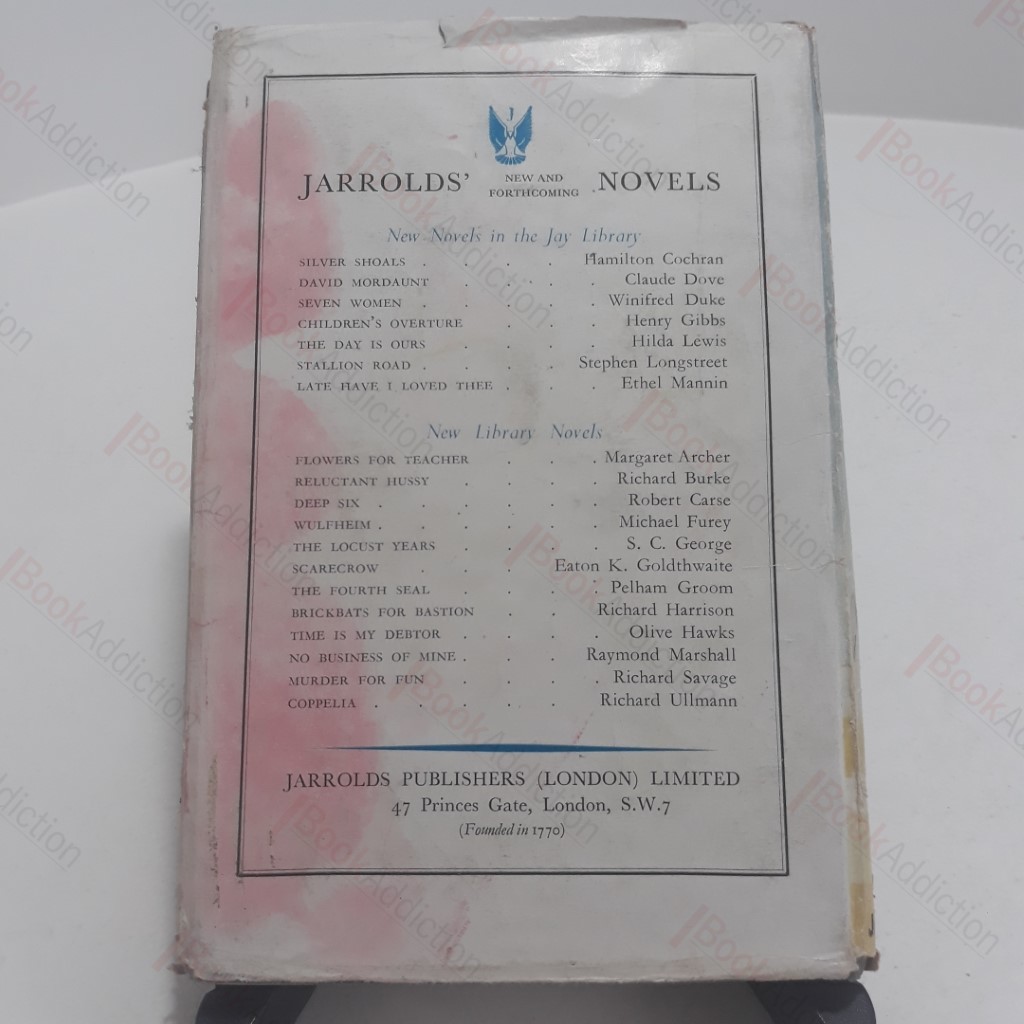 J
JARROLDS' NEW AND FORTHCOMING NOVELS
New Novels in the Jay Library
SILVER SHOALS . . . . Hamilton Cochran
DAVID MORDAUNT . . . . Claude Dove
SEVEN WOMEN . . . . . Winifred Duke
CHILDREN'S OVERTURE . . . Henry Gibbs
THE DAY IS OURS . . . . Hilda Lewis
STALLION ROAD . . . . Stephen Longstreet
LATE HAVE I LOVED THEE . . . Ethel Mannin
New Library Novels
FLOWERS FOR TEACHER . . . Margaret Archer
RELUCTANT HUSSY . . . . Richard Burke
DEEP SIX . . . . . . Robert Carse
WULFHEIM . . . . . . Michael Furey
THE LOCUST YEARS . . . . S. C. George
SCARECROW . . . Eaton K. Goldthwaite
THE FOURTH SEAL . . . . Pelham Groom
BRICKBATS FOR BASTION . . Richard Harrison
TIME IS MY DEBTOR . . . . Olive Hawks
NO BUSINESS OF MINE . . . Raymond Marshall
MURDER FOR FUN . . . . Richard Savage
COPPELIA . . . . . Richard Ullmann
JARROLDS PUBLISHERS (LONDON) LIMITED
47 Princes Gate, London, S.W.7
(Founded in 1770)
BookAddiction